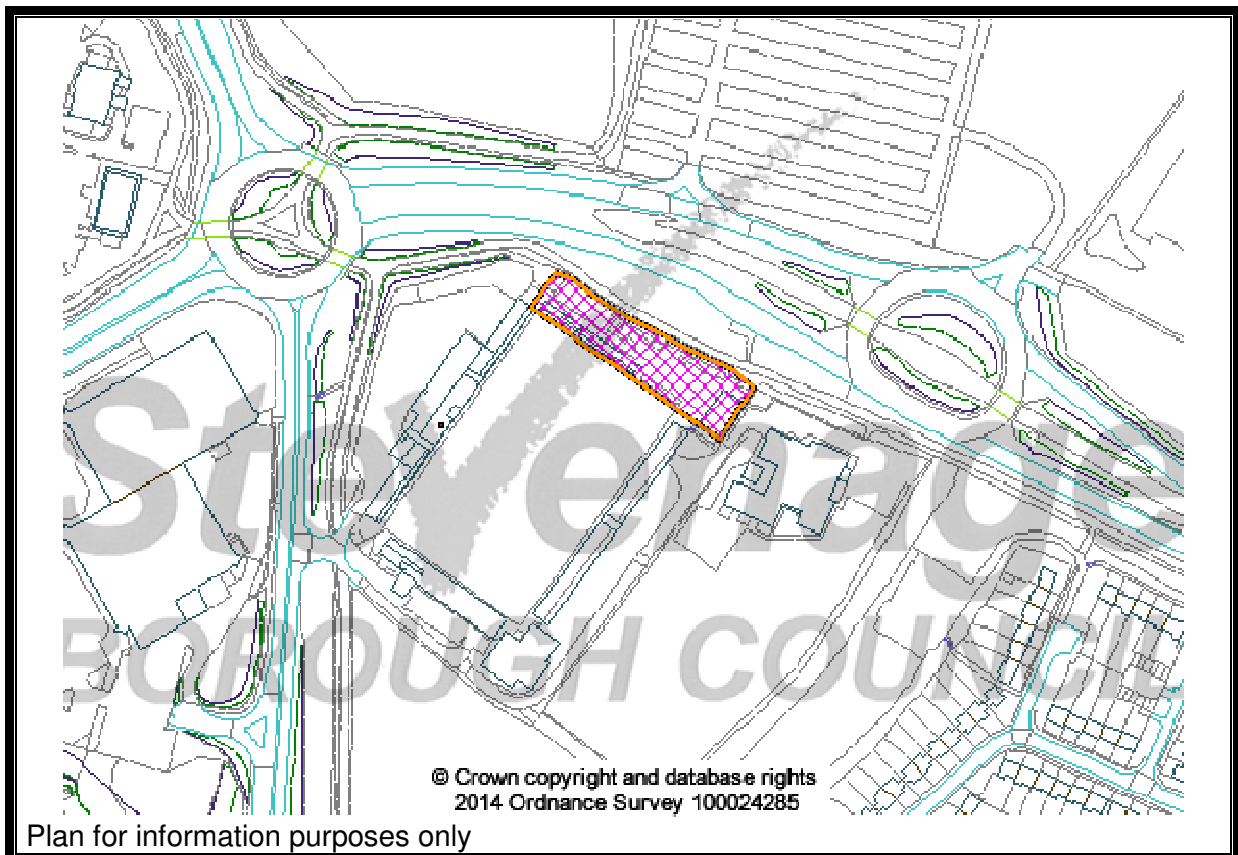 Stevenage
BOROUGH COUNCIL
© Crown copyright and database rights
2014 Ordnance Survey 100024285
Plan for information purposes only